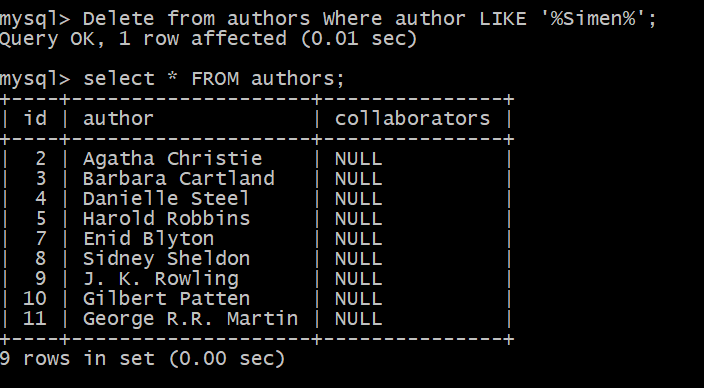 mysql> Delete from authors Where author LIKE '%Simen%';
Query OK, 1 row affected (0.01 sec)
mysql> select * FROM authors;
+----+--------------------+---------------+
| id | author             | collaborators |
+----+--------------------+---------------+
|  2 | Agatha Christie    | NULL          |
|  3 | Barbara Cartland   | NULL          |
|  4 | Danielle Steel     | NULL          |
|  5 | Harold Robbins     | NULL          |
|  7 | Enid Blyton        | NULL          |
|  8 | Sidney Sheldon     | NULL          |
|  9 | J. K. Rowling      | NULL          |
| 10 | Gilbert Patten     | NULL          |
| 11 | George R.R. Martin | NULL          |
+----+--------------------+---------------+
9 rows in set (0.00 sec)